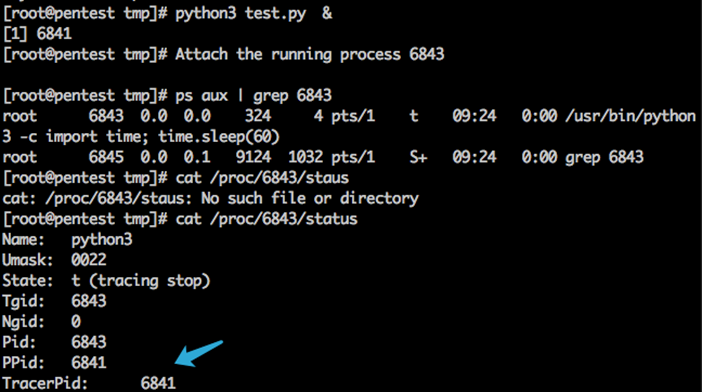 [root@pentest tmp]# python3 test.py  &
[1] 6841
[root@pentest tmp]# Attach the running process 6843
[root@pentest tmp]# ps aux | grep 6843
root      6843  0.0  0.0    324     4 pts/1    t    09:24   0:00 /usr/bin/python
3 -c import time; time.sleep(60)
root      6845  0.0  0.1   9124  1032 pts/1    S+   09:24   0:00 grep 6843
[root@pentest tmp]# cat /proc/6843/staus
cat: /proc/6843/staus: No such file or directory
[root@pentest tmp]# cat /proc/6843/status
Name:   python3
Umask:  0022
State:  t (tracing stop)
Tgid:   6843
Ngid:   0
Pid:    6843
PPid:   6841
TracerPid:      6841